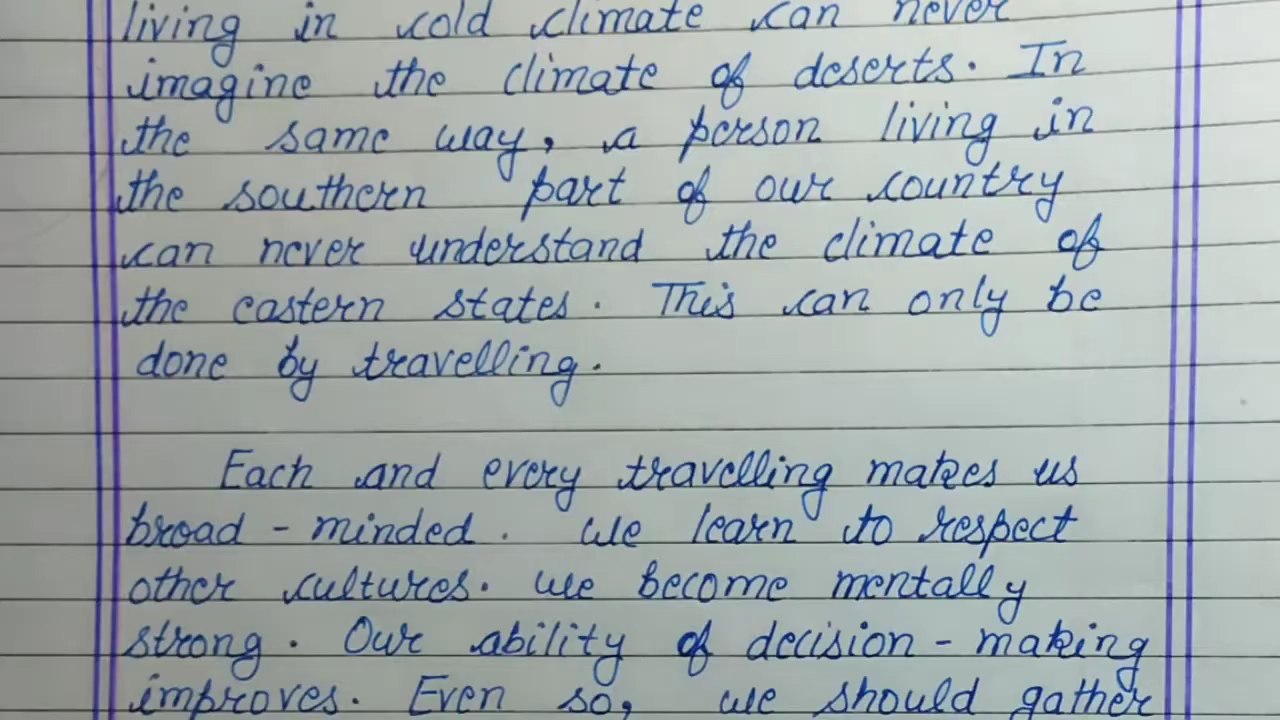 living in cold climate can never
imagine the climate of deserts. In
the same way, a person living in
the southern part of our country
can never understand the climate of
the eastern states. This can only be
done by travelling.
Each and every travelling makes us
broad - minded. We learn to respect
other cultures. We become mentally
strong. Our ability of decision - making
improves. Even so, we should gather